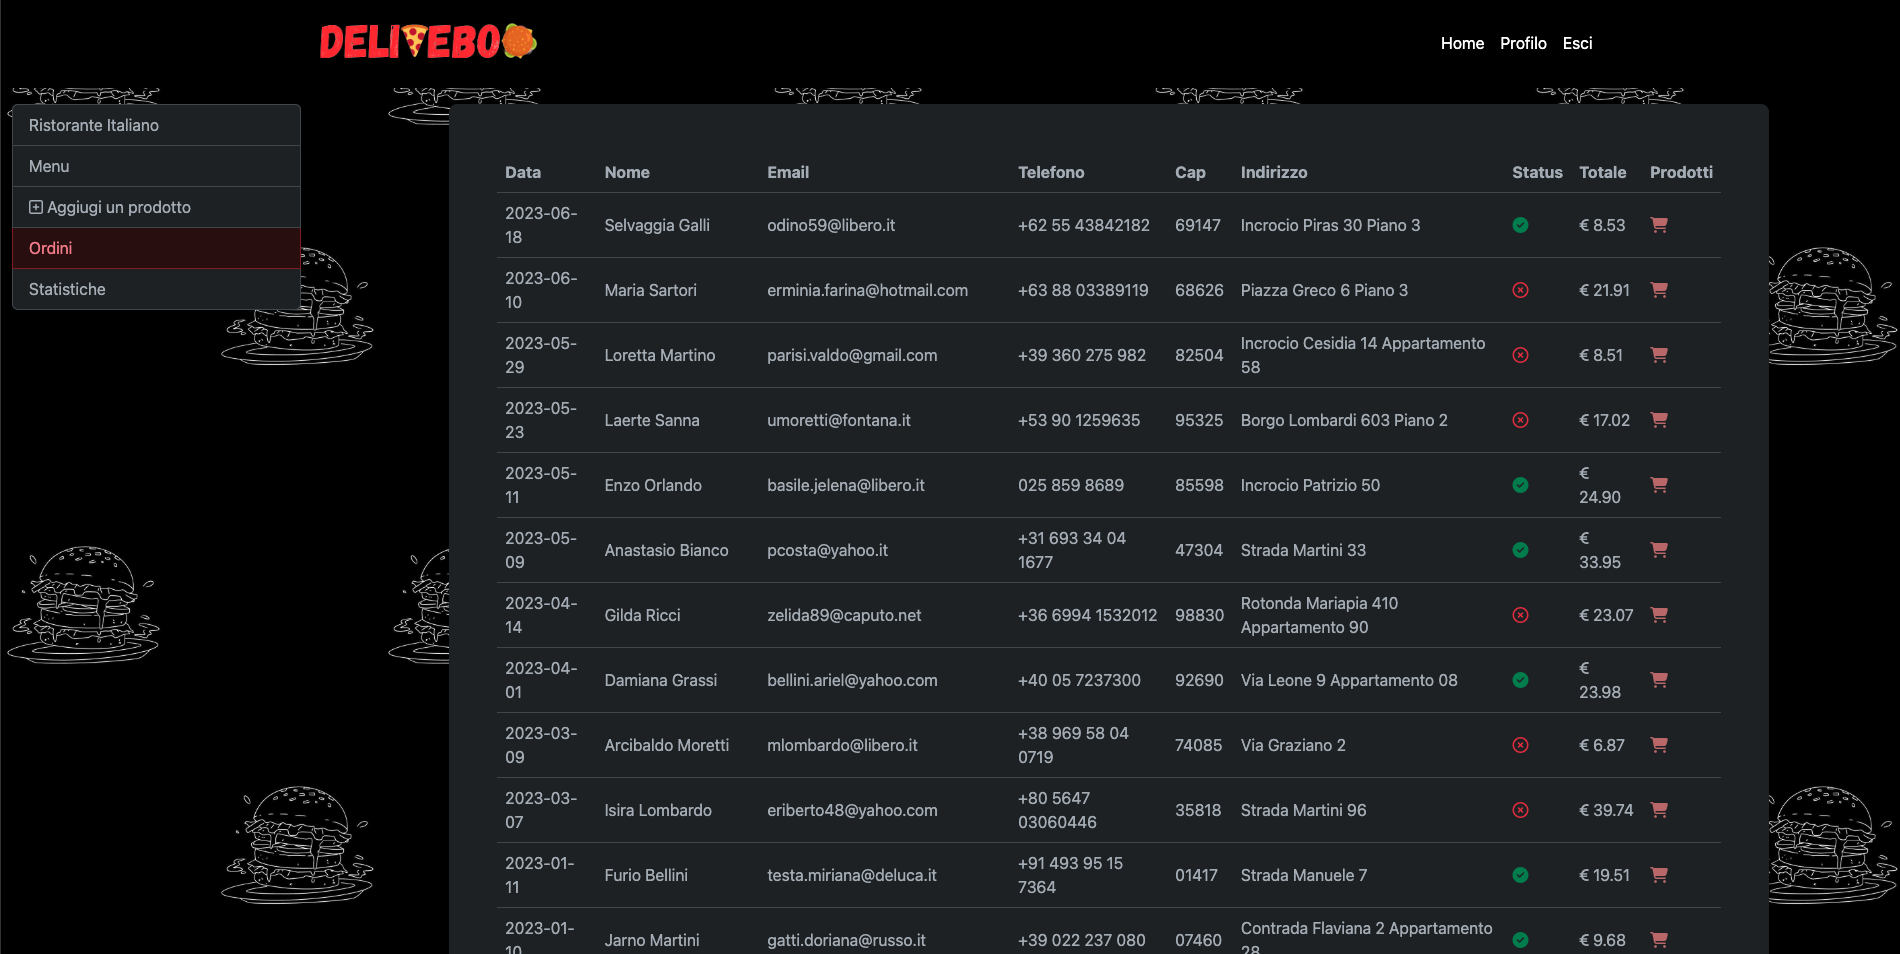 DELIVEBOO
Home Profilo Esci
Ristorante Italiano
Menu
Aggiugi un prodotto
Ordini
Statistiche
Data Nome Email Telefono Cap Indirizzo Status Totale Prodotti
2023-06-
18
Selvaggia Galli odino59@libero.it +62 55 43842182 69147 Incrocio Piras 30 Piano 3 € 8.53
2023-06-
10
Maria Sartori erminia.farina@hotmail.com +63 88 03389119 68626 Piazza Greco 6 Piano 3 € 21.91
2023-05-
29
Loretta Martino parisi.valdo@gmail.com +39 360 275 982 82504
Incrocio Cesidia 14 Appartamento
58
€ 8.51
2023-05-
23
Laerte Sanna umoretti@fontana.it +53 90 1259635 95325 Borgo Lombardi 603 Piano 2 € 17.02
2023-05-
11
Enzo Orlando basile.jelena@libero.it 025 859 8689 85598 Incrocio Patrizio 50
€
24.90
2023-05-
09
Anastasio Bianco pcosta@yahoo.it
+31 693 34 04
1677
47304 Strada Martini 33
€
33.95
2023-04-
14
Gilda Ricci zelida89@caputo.net +36 6994 1532012 98830
Rotonda Mariapia 410
Appartamento 90
€ 23.07
2023-04-
01
Damiana Grassi bellini.ariel@yahoo.com +40 05 7237300 92690 Via Leone 9 Appartamento 08
€
23.98
2023-03-
09
Arcibaldo Moretti mlombardo@libero.it
+38 969 58 04
0719
74085 Via Graziano 2 € 6.87
2023-03-
07
Isira Lombardo eriberto48@yahoo.com
+80 5647
03060446
35818 Strada Martini 96 € 39.74
2023-01-
11
Furio Bellini testa.miriana@deluca.it
+91 493 95 15
7364
01417 Strada Manuele 7 € 19.51
2023-01-
10
Jarno Martini gatti.doriana@russo.it +39 022 237 080 07460
Contrada Flaviana 2 Appartamento
28
€ 9.68